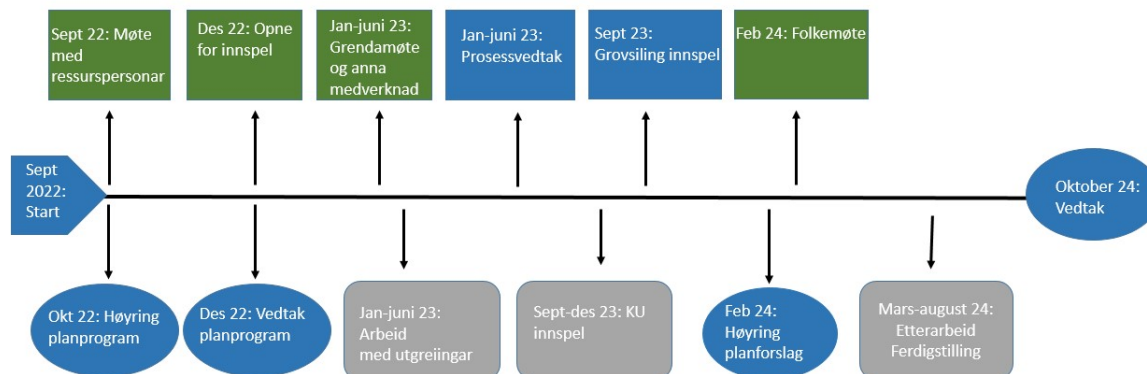 Sept 22: Møte
med
ressurspersonar
Des 22: Opne
for innspel
Jan-juni 23:
Grendamøte
og anna
medverknad
Jan-juni 23:
Prosessvedtak
Sept 23:
Grovsiling innspel
Feb 24: Folkemøte
Sept
2022:
Start
Oktober 24:
Vedtak
Okt 22: Høyring
planprogram
Des 22: Vedtak
planprogram
Jan-juni 23:
Arbeid
med utgreiingar
Sept-des 23: KU
innspel
Feb 24:
Høyring
planforslag
Mars-august 24:
Etterarbeid
Ferdigstilling